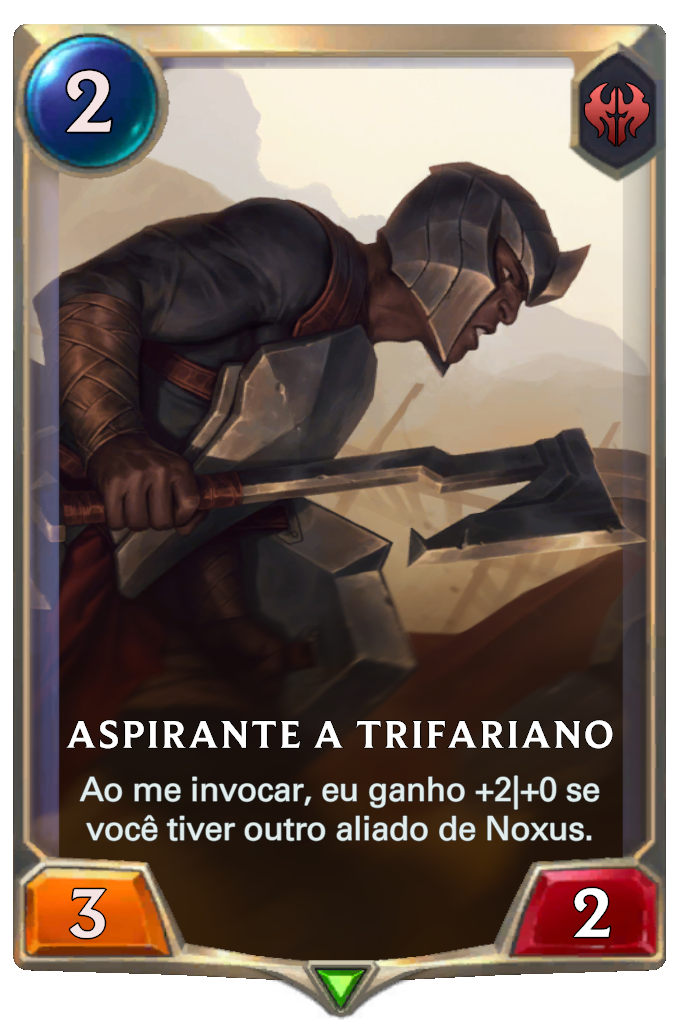 2
ASPIRANTE A TRIFARIANO
Ao me invocar, eu ganho +2|+0 se
você tiver outro aliado de Noxus.
3
2